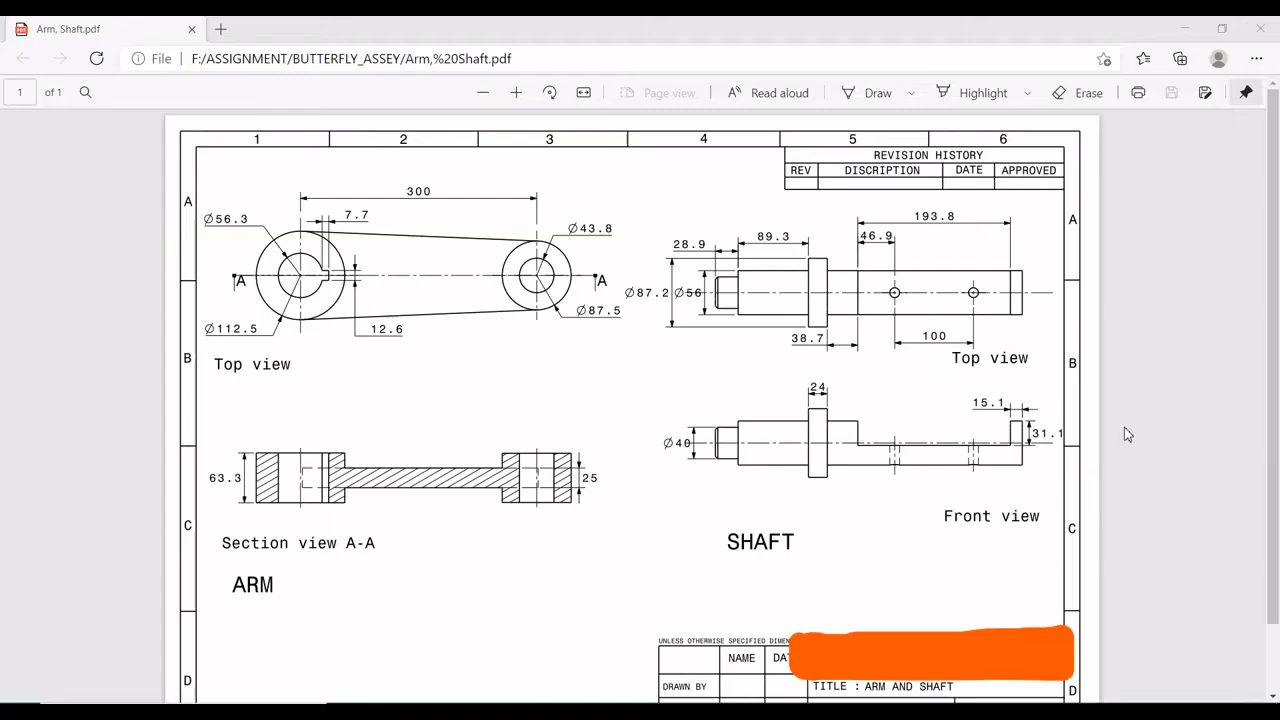 Arm, Shaft.pdf
File F:/ASSIGNMENT/BUTTERFLY_ASSEY/Arm,%20Shaft.pdf
1 of 1 Page view Read aloud Draw Highlight Erase
1 2 3 4 5 6
REVISION HISTORY
REV DISCRIPTION DATE APPROVED
A
A
300
7.7
Ø56.3
Ø43.8
A A
Ø87.5
Ø112.5
12.6
Top view
193.8
46.9
89.3
28.9
Ø87.2 Ø56
38.7
100
Top view
B
B
24
15.1
Ø40
31.1
Front view
SHAFT
63.3
25
Section view A-A
ARM
C
C
UNLESS OTHERWISE SPECIFIED DIMEN
NAME DAT
DRAWN BY
TITLE : ARM AND SHAFT
D
D